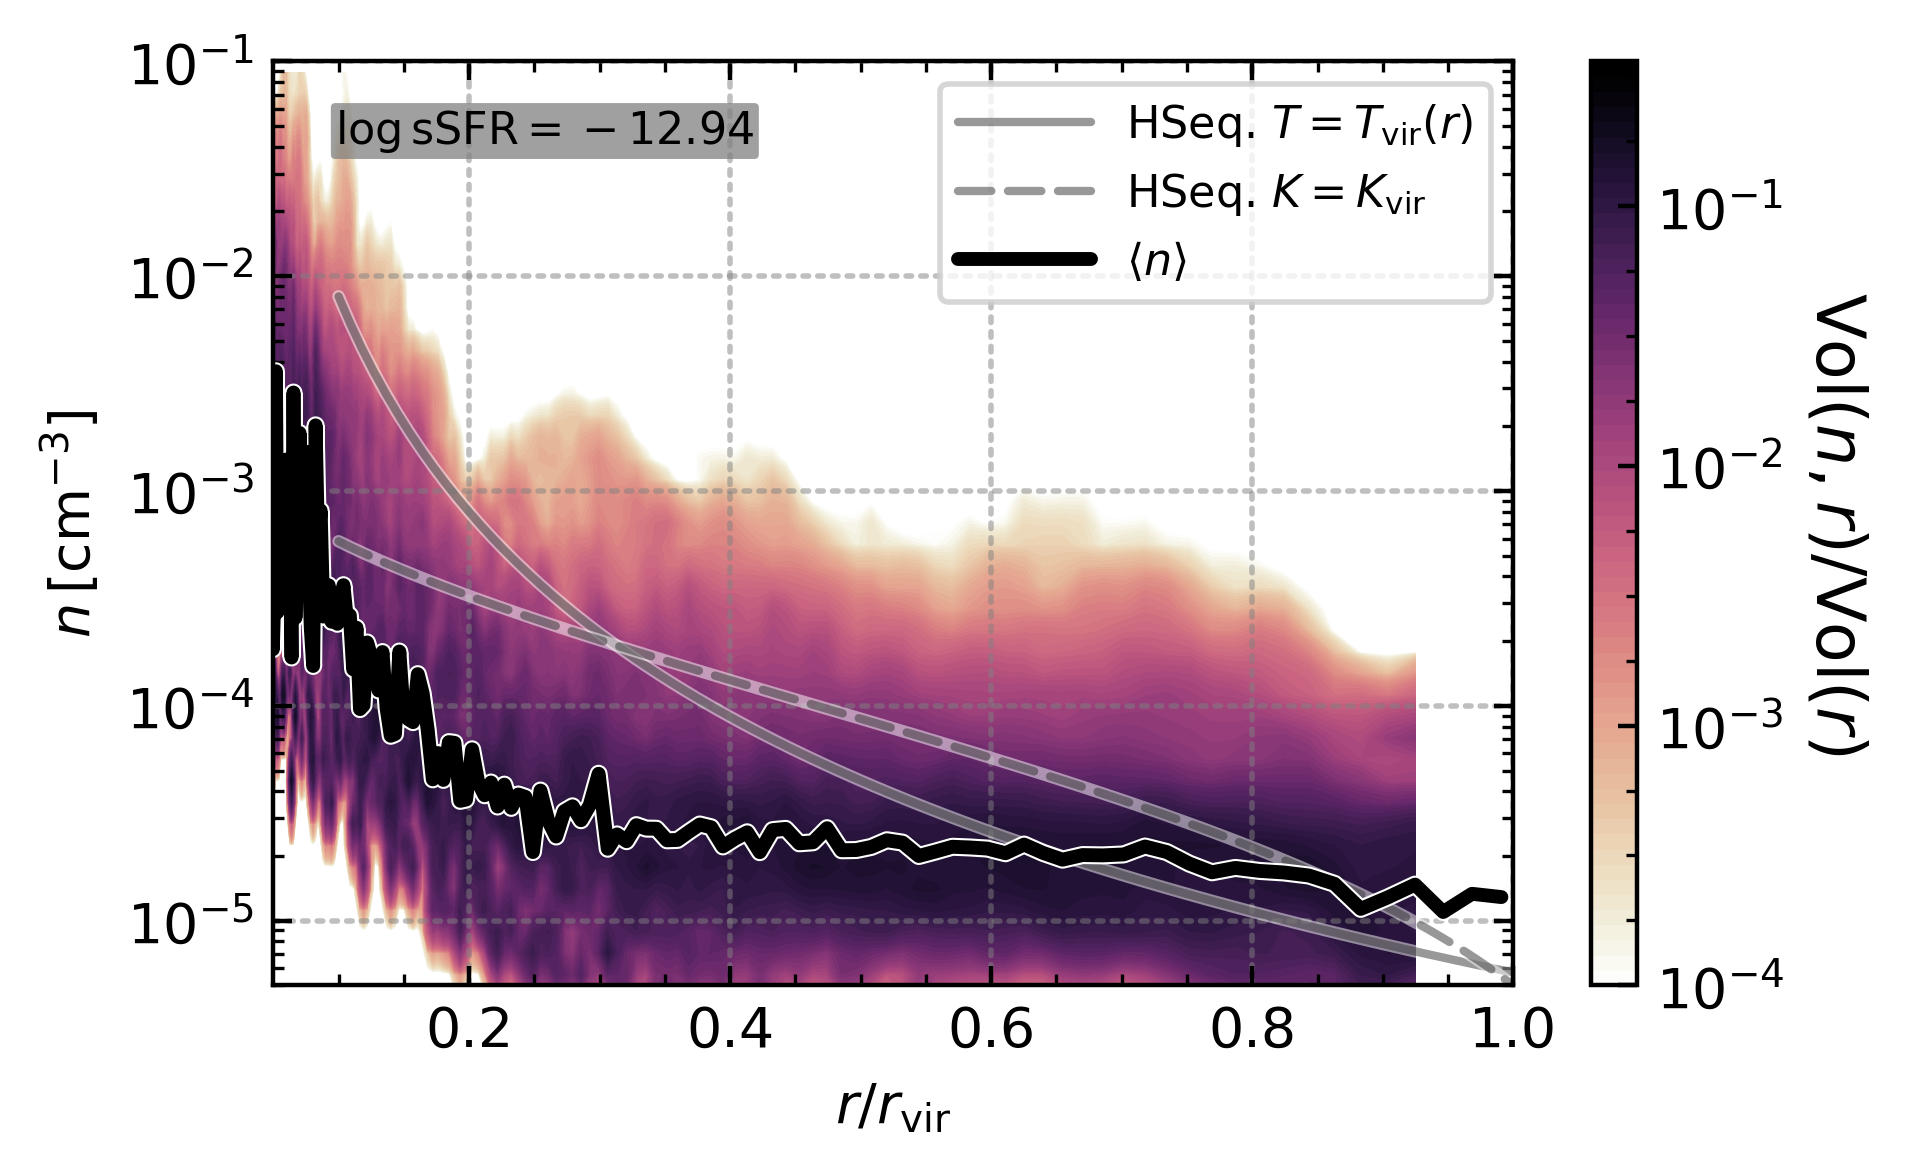 log sSFR = − 12.94
HSeq. T = T_vir(r)
HSeq. K = K_vir
⟨n⟩
n [cm⁻³]
10⁻¹
10⁻²
10⁻³
10⁻⁴
10⁻⁵
0.2 0.4 0.6 0.8 1.0
r/r_vir
10⁻¹
10⁻²
10⁻³
10⁻⁴
Vol(n, r)/Vol(r)